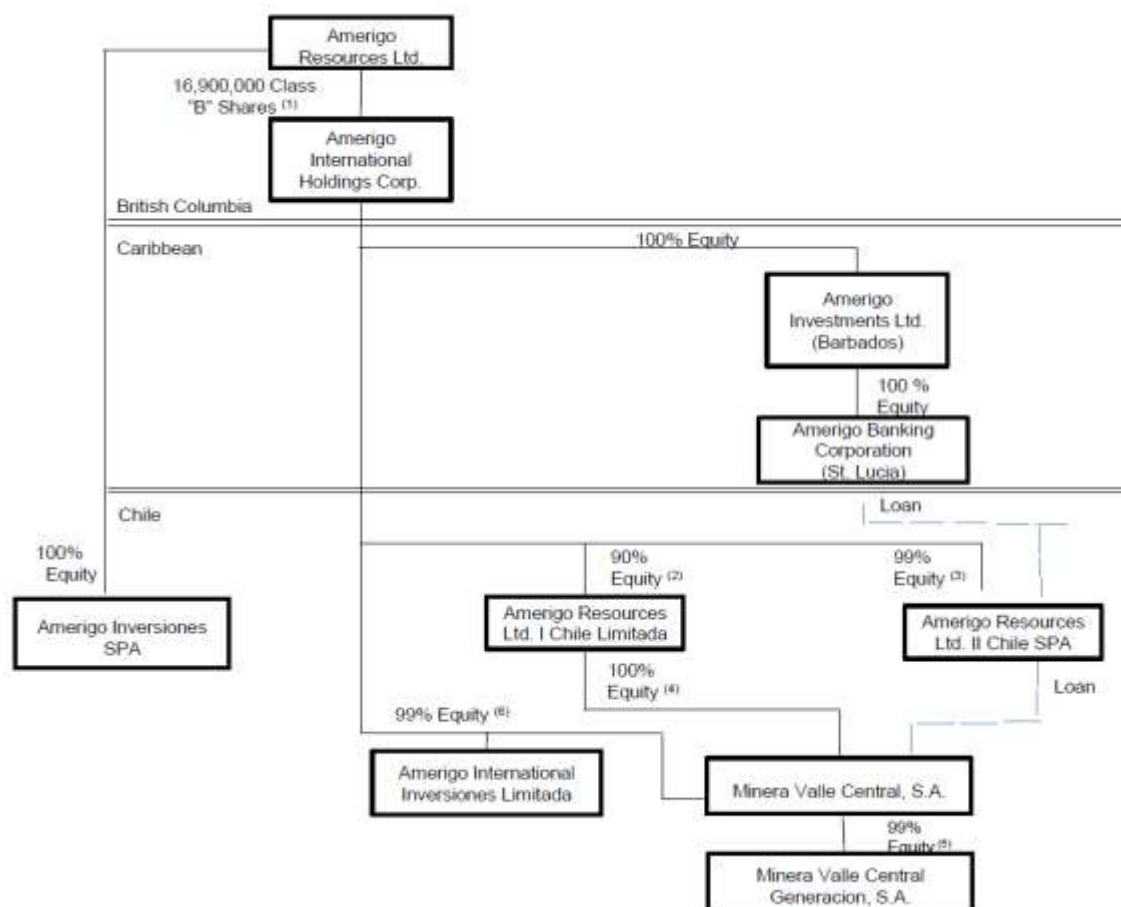 Amerigo
Resources Ltd.
16,900,000 Class
"B" Shares (1)
Amerigo
International
Holdings Corp.
British Columbia
Caribbean
100% Equity
Amerigo
Investments Ltd.
(Barbados)
100 %
Equity
Amerigo Banking
Corporation
(St. Lucia)
Chile
Loan
100%
Equity
90%
Equity (2)
99%
Equity (3)
Amerigo Inversiones
SPA
Amerigo Resources
Ltd. I Chile Limitada
Amerigo Resources
Ltd. II Chile SPA
100%
Equity (4)
Loan
99% Equity (6)
Amerigo International
Inversiones Limitada
Minera Valle Central, S.A.
99%
Equity (5)
Minera Valle Central
Generacion, S.A.